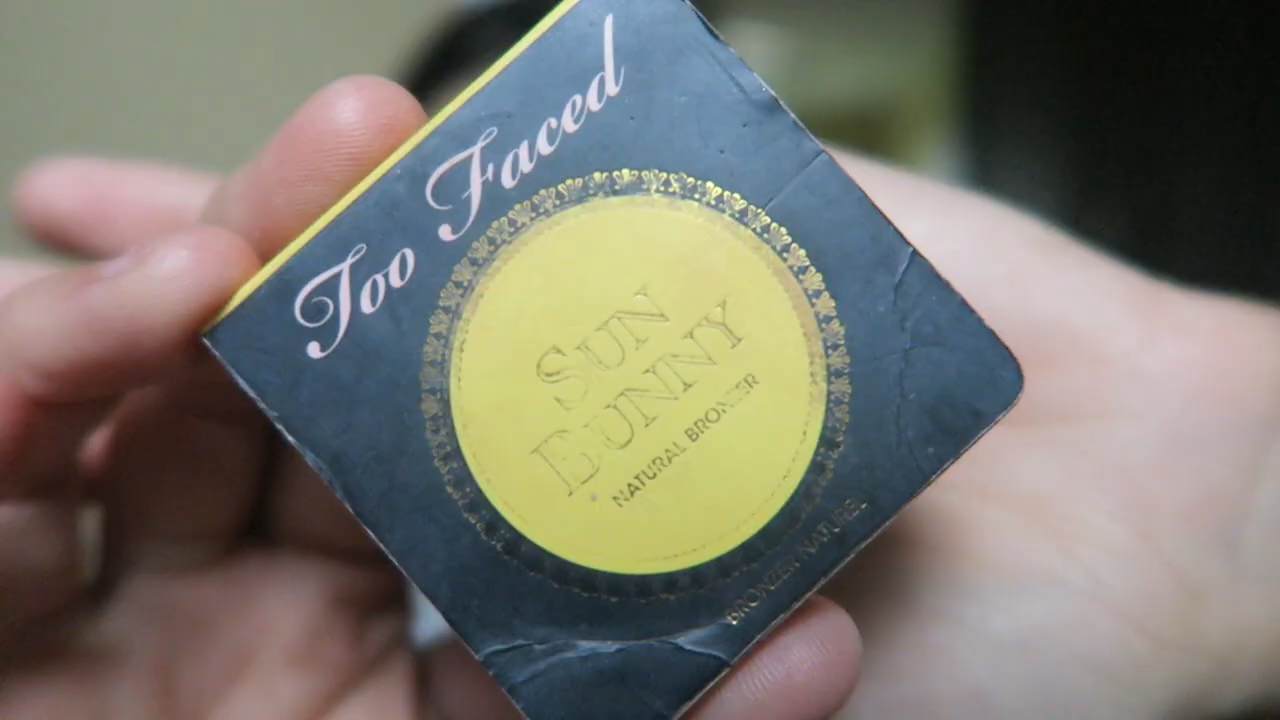 Too Faced
SUN
BUNNY
NATURAL BRONZER
BRONZER NATUREL